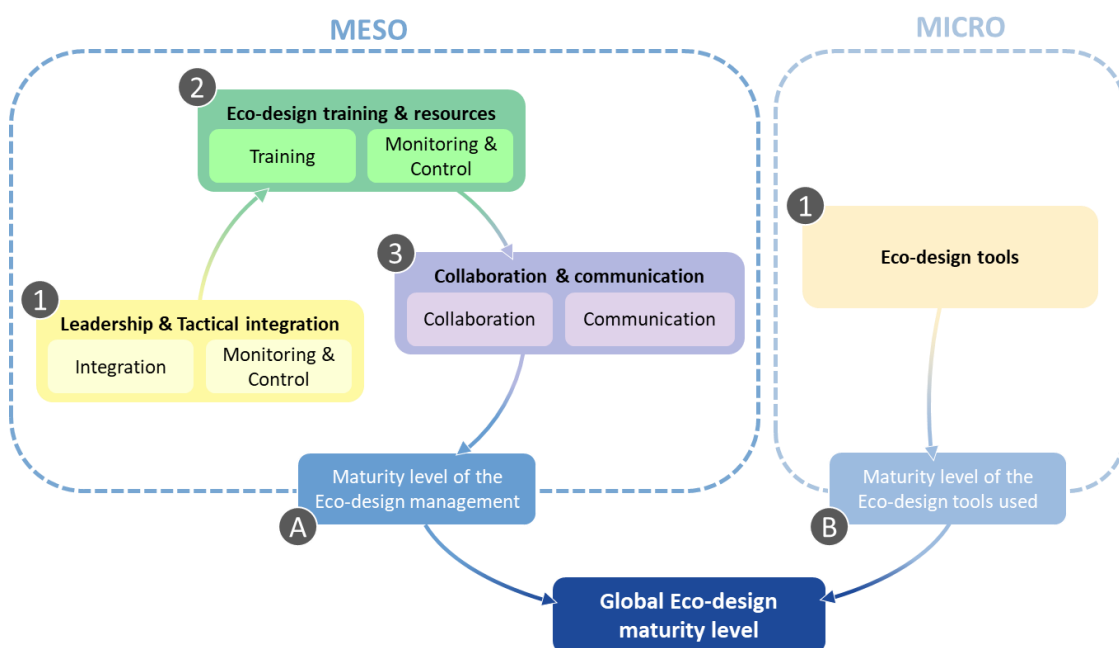 MESO
2
Eco-design training & resources
Training
Monitoring &
Control
3
Collaboration & communication
Collaboration
Communication
1
Leadership & Tactical integration
Integration
Monitoring &
Control
Maturity level of the
Eco-design management
A
MICRO
1
Eco-design tools
Maturity level of the
Eco-design tools used
B
Global Eco-design
maturity level